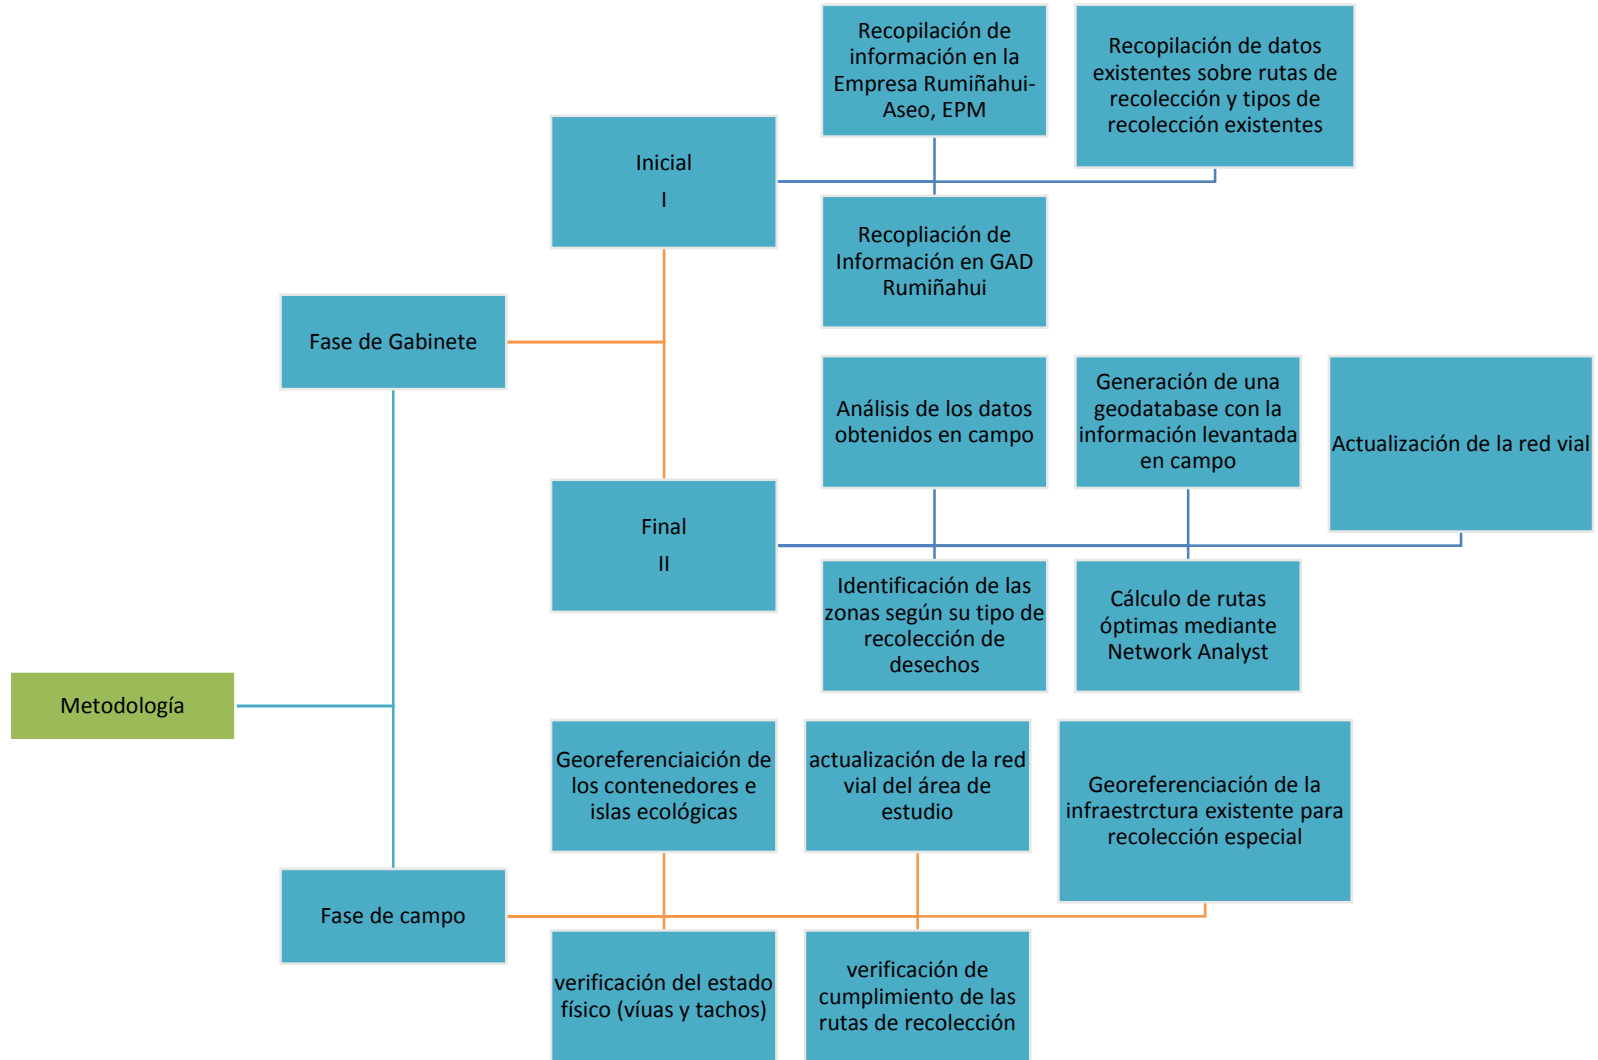 Recopilación de
información en la
Empresa Rumiñahui-
Aseo, EPM
Recopilación de datos
existentes sobre rutas de
recolección y tipos de
recolección existentes
Inicial
I
Recopliación de
Información en GAD
Rumiñahui
Fase de Gabinete
Análisis de los datos
obtenidos en campo
Generación de una
geodatabase con la
información levantada
en campo
Actualización de la red vial
Final
II
Identificación de las
zonas según su tipo de
recolección de
desechos
Cálculo de rutas
óptimas mediante
Network Analyst
Metodología
Georeferenciaición de
los contenedores e
islas ecológicas
actualización de la red
vial del área de
estudio
Georeferenciación de la
infraestrctura existente para
recolección especial
Fase de campo
verificación del estado
físico (víuas y tachos)
verificación de
cumplimiento de las
rutas de recolección